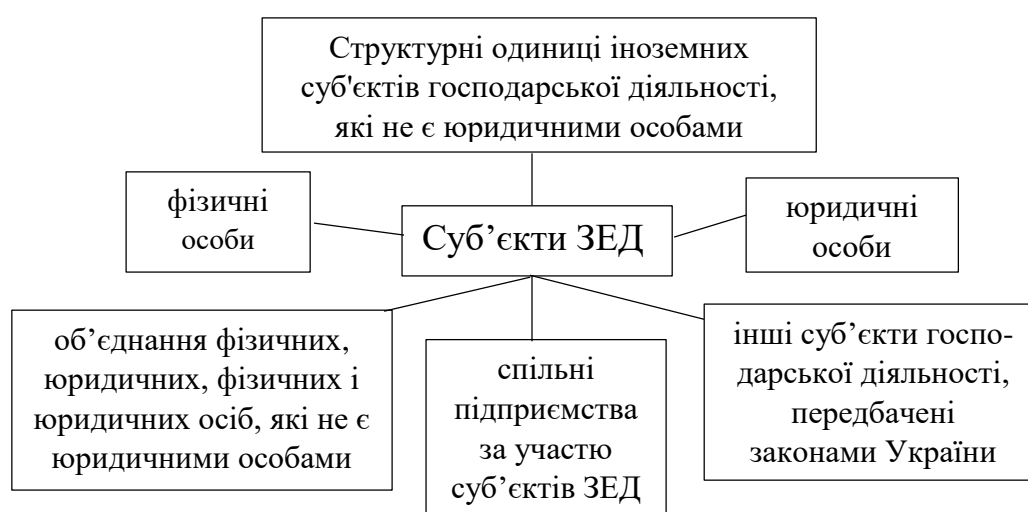 Структурні одиниці іноземних
суб'єктів господарської діяльності,
які не є юридичними особами
фізичні
особи
Суб’єкти ЗЕД
юридичні
особи
об’єднання фізичних,
юридичних, фізичних і
юридичних осіб, які не є
юридичними особами
спільні
підприємства
за участю
суб’єктів ЗЕД
інші суб’єкти госпо-
дарської діяльності,
передбачені
законами України